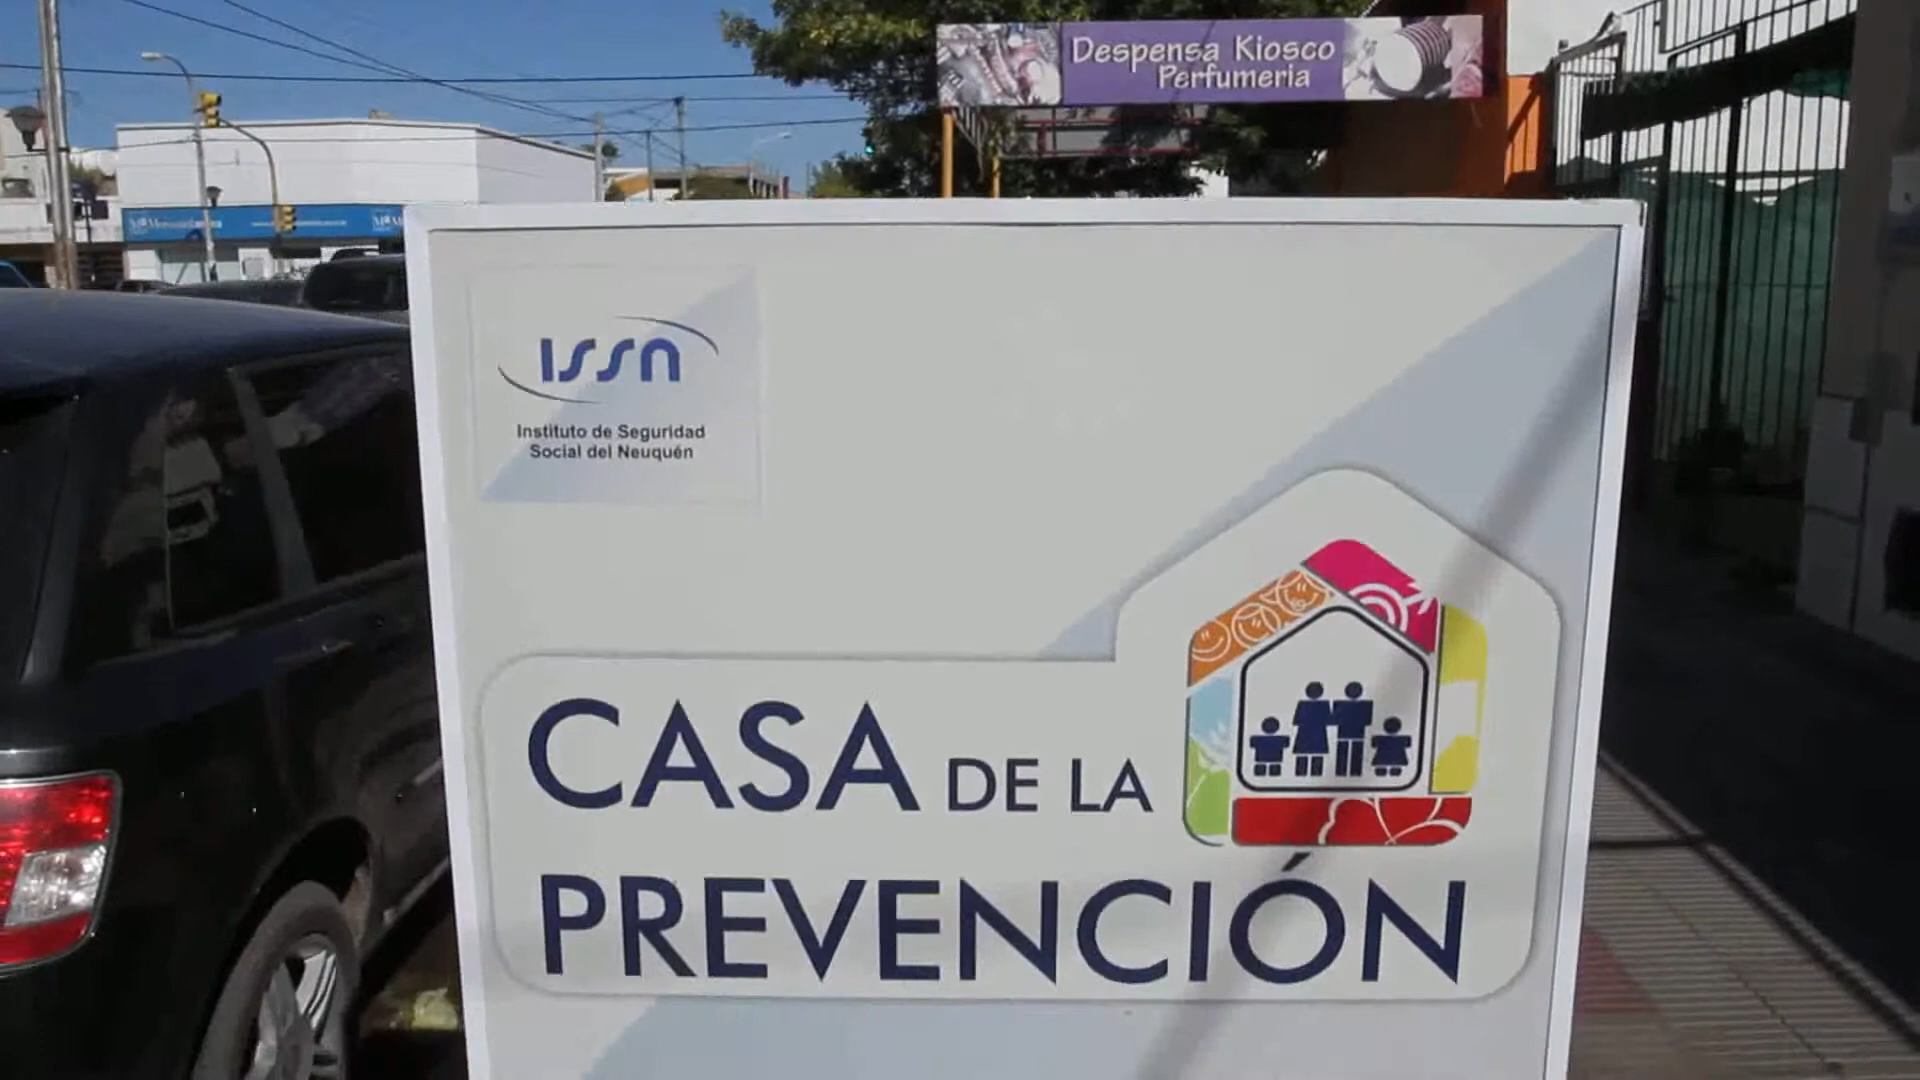 Despensa Kiosco
Perfumeria
ISSN
Instituto de Seguridad
Social del Neuquén
CASA DE LA
PREVENCIÓN